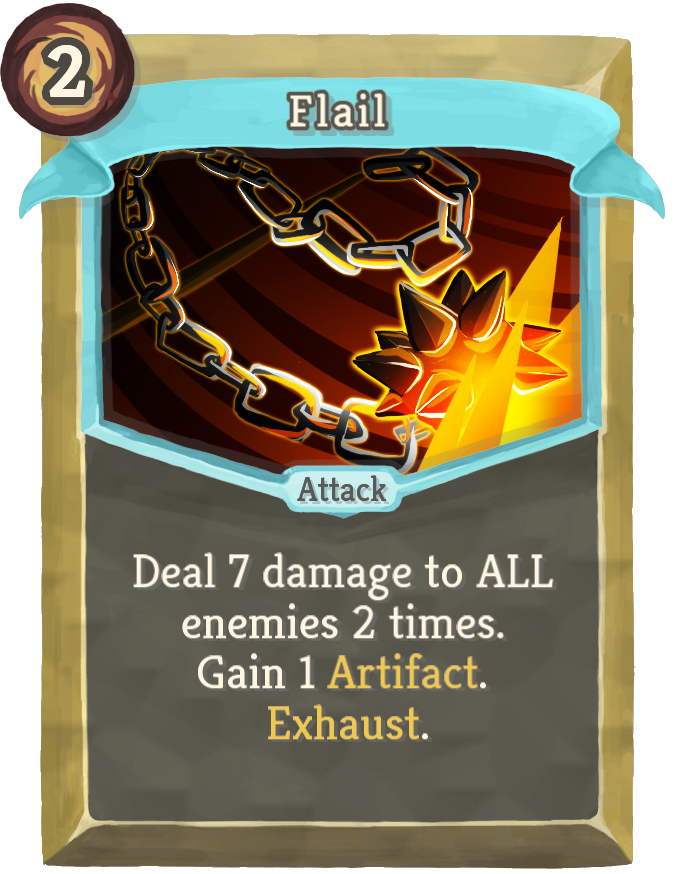 2
Flail
Attack
Deal 7 damage to ALL
enemies 2 times.
Gain 1 Artifact.
Exhaust.